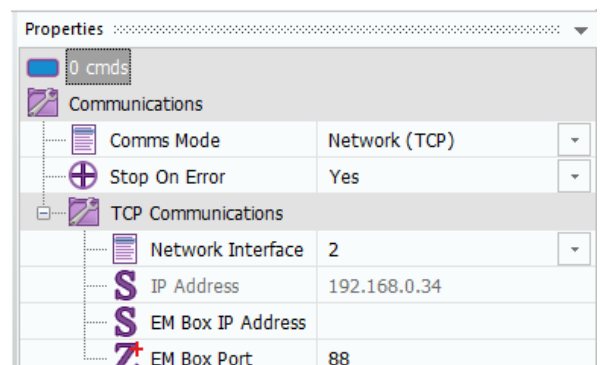 Properties
0 cmds
Communications
Comms Mode Network (TCP)
Stop On Error Yes
TCP Communications
Network Interface 2
IP Address 192.168.0.34
EM Box IP Address
EM Box Port 88